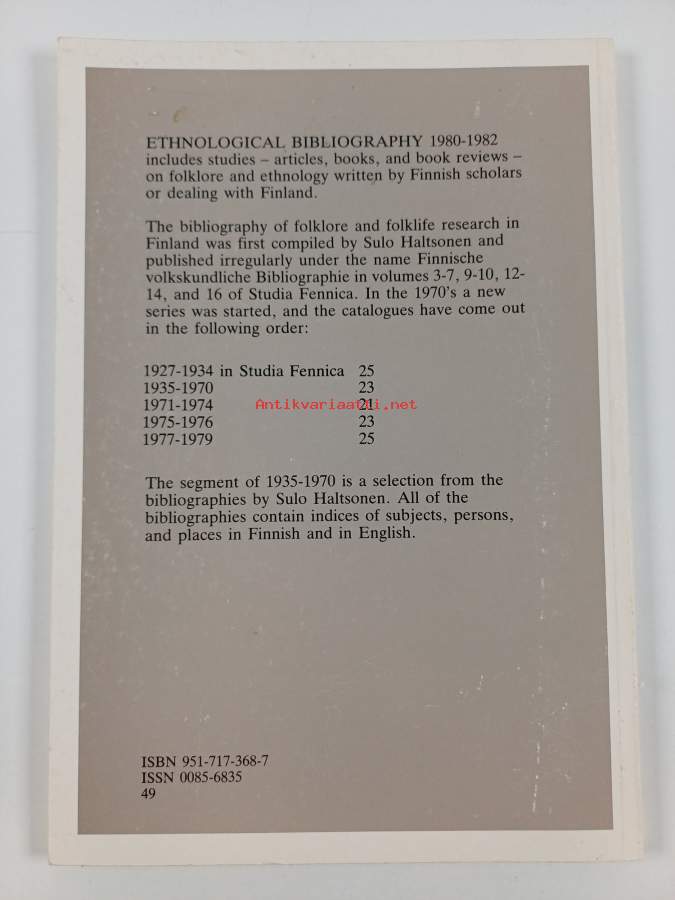 ETHNOLOGICAL BIBLIOGRAPHY 1980-1982
includes studies – articles, books, and book reviews –
on folklore and ethnology written by Finnish scholars
or dealing with Finland.
The bibliography of folklore and folklife research in
Finland was first compiled by Sulo Haltsonen and
published irregularly under the name Finnische
volkskundliche Bibliographie in volumes 3-7, 9-10, 12-
14, and 16 of Studia Fennica. In the 1970's a new
series was started, and the catalogues have come out
in the following order:
1927-1934 in Studia Fennica 25
1935-1970 23
1971-1974 21
Antikvariaatti.net
1975-1976 23
1977-1979 25
The segment of 1935-1970 is a selection from the
bibliographies by Sulo Haltsonen. All of the
bibliographies contain indices of subjects, persons,
and places in Finnish and in English.
ISBN 951-717-368-7
ISSN 0085-6835
49